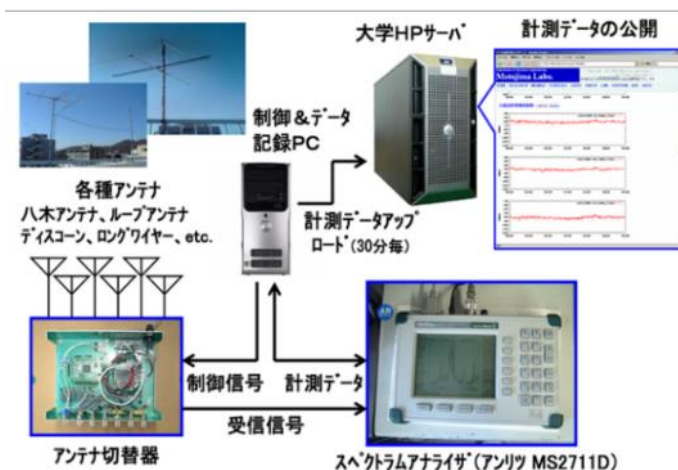 大学HPサーバ
計測データの公開
Motojima Labo.
制御&データ
記録PC
各種アンテナ
八木アンテナ、ループアンテナ
ディスコーン、ロングワイヤー、etc.
計測データアップ
ロード(30分毎)
制御信号
計測データ
受信信号
アンテナ切替器
スペクトラムアナライザ(アンリツ MS2711D)